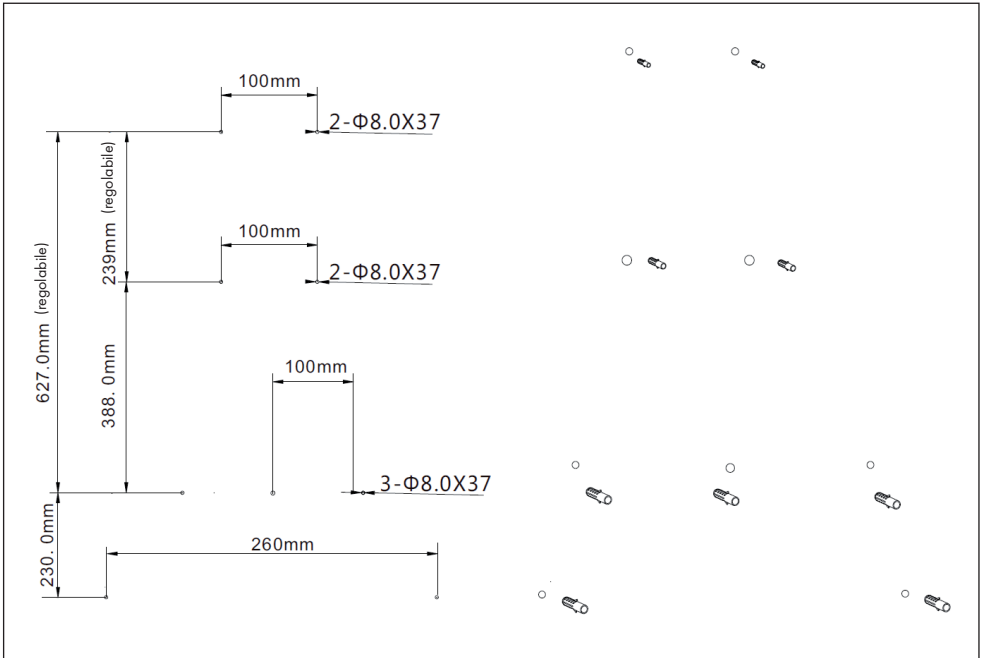 100mm
2-Φ8.0X37
239mm (regolabile)
627.0mm (regolabile)
100mm
2-Φ8.0X37
388. 0mm
100mm
3-Φ8.0X37
230. 0mm
260mm